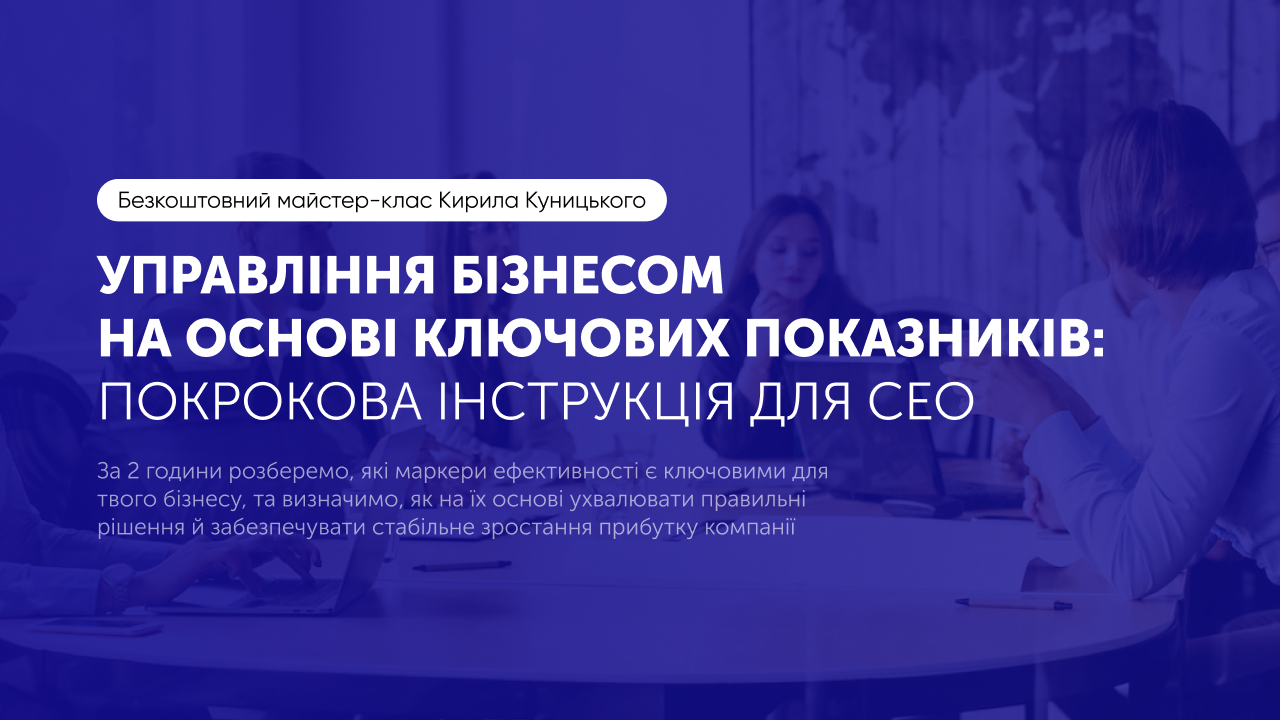 Безкоштовний майстер-клас Кирила Куницького
УПРАВЛІННЯ БІЗНЕСОМ
НА ОСНОВІ КЛЮЧОВИХ ПОКАЗНИКІВ:
ПОКРОКОВА ІНСТРУКЦІЯ ДЛЯ СЕО
За 2 години розберемо, які маркери ефективності є ключовими для
твого бізнесу, та визначимо, як на їх основі ухвалювати правильні
рішення й забезпечувати стабільне зростання прибутку компанії